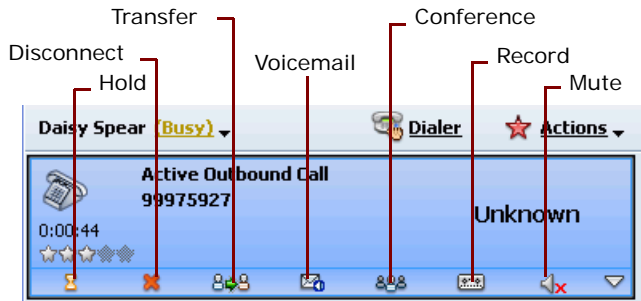 Transfer
Conference
Disconnect
Voicemail
Record
Hold
Mute
Daisy Spear (Busy)
Dialer
Actions
Active Outbound Call
99975927
Unknown
0:00:44